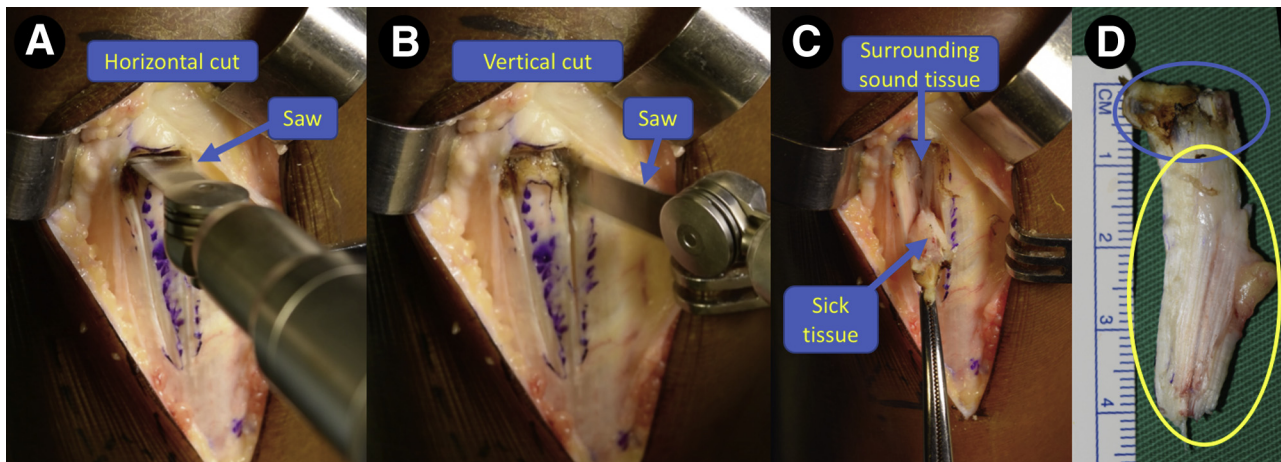 A
Horizontal cut
Saw
B
Vertical cut
Saw
C
Surrounding
sound tissue
Sick
tissue
D
CM
1
2
3
4